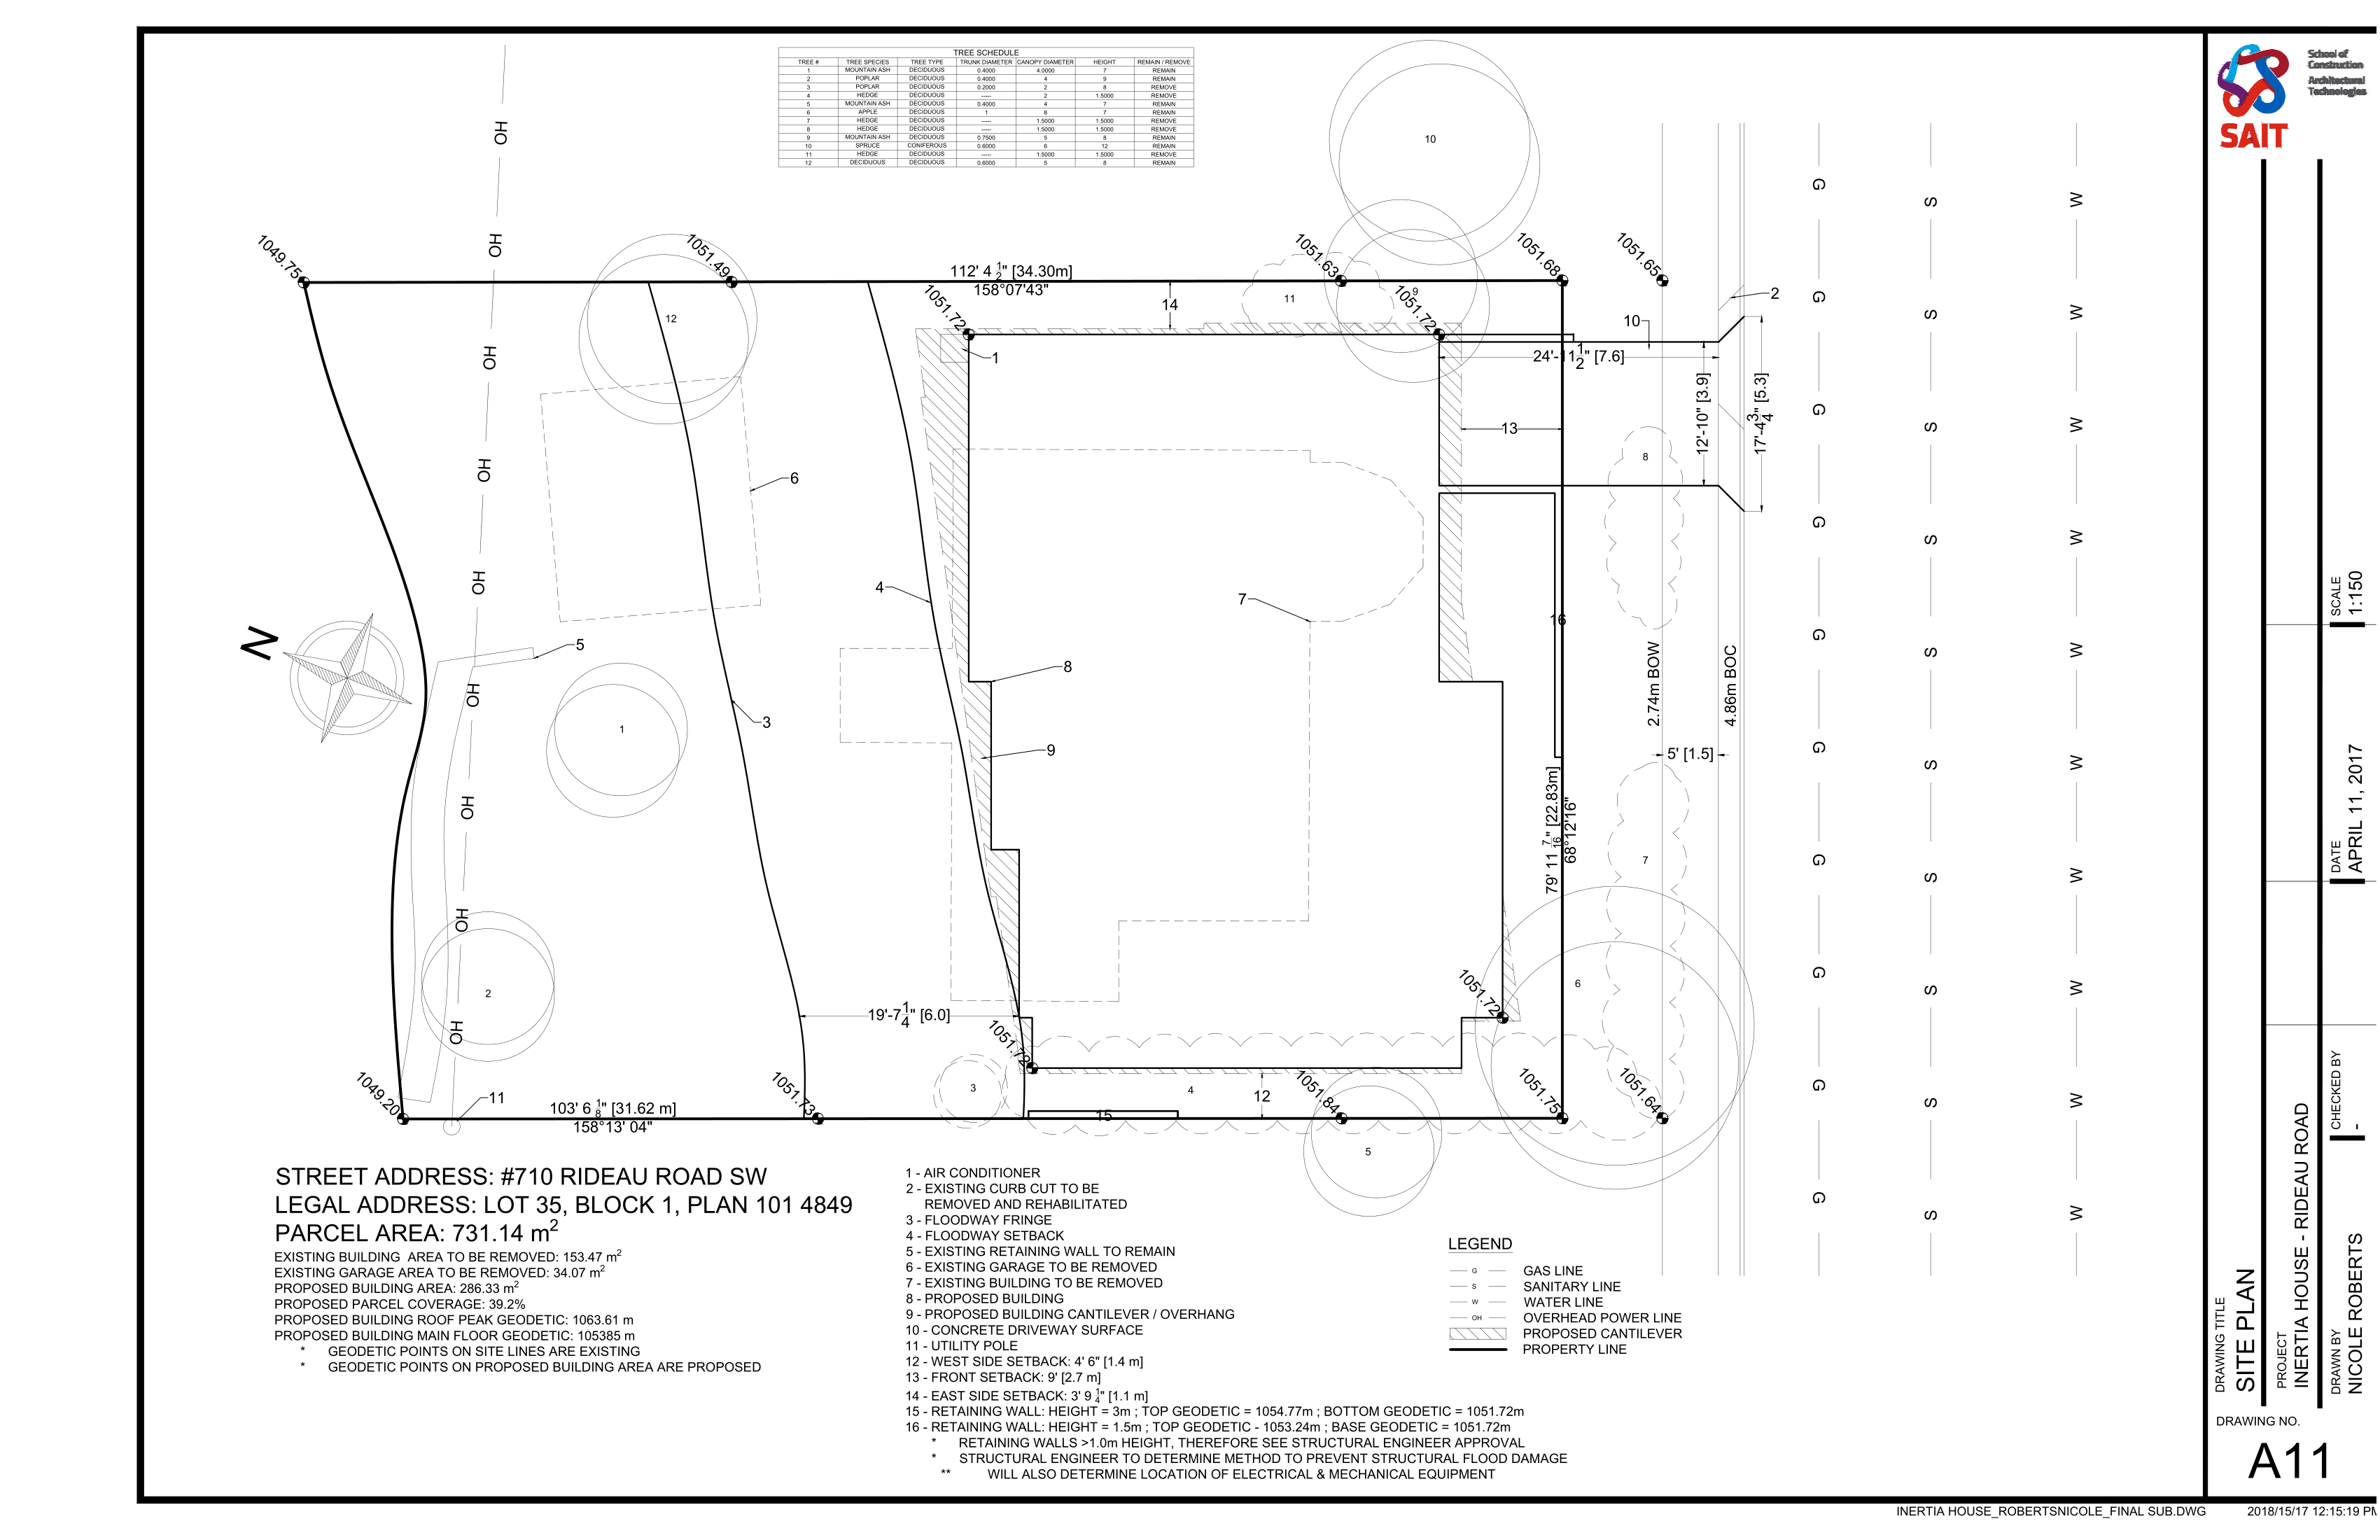 TREE SCHEDULE
TREE # TREE SPECIES TREE TYPE TRUNK DIAMETER CANOPY DIAMETER HEIGHT REMAIN / REMOVE
1 MOUNTAIN ASH DECIDUOUS 0.4000 4.0000 7 REMAIN
2 POPLAR DECIDUOUS 0.4000 4 9 REMAIN
3 POPLAR DECIDUOUS 0.2000 2 8 REMOVE
4 HEDGE DECIDUOUS ----- 2 1.5000 REMOVE
5 MOUNTAIN ASH DECIDUOUS 0.4000 4 7 REMAIN
6 APPLE DECIDUOUS 1 8 7 REMAIN
7 HEDGE DECIDUOUS ----- 1.5000 1.5000 REMOVE
8 HEDGE DECIDUOUS ----- 1.5000 1.5000 REMOVE
9 MOUNTAIN ASH DECIDUOUS 0.7500 5 8 REMAIN
10 SPRUCE CONIFEROUS 0.6000 6 12 REMAIN
11 HEDGE DECIDUOUS ----- 1.5000 1.5000 REMOVE
12 DECIDUOUS DECIDUOUS 0.6000 5 8 REMAIN
OH
OH
OH
OH
OH
OH
OH
OH
OH
G
G
G
G
G
G
G
G
G
G
S
S
S
S
S
S
S
S
S
S
W
W
W
W
W
W
W
W
W
W
10
1049.75
1051.49
1051.63
1051.68
1051.65
112' 4 1/2" [34.30m]
158°07'43"
14
11
9
2
1051.72
1051.72
10
12
1
24'-11 1/2" [7.6]
12'-10" [3.9]
17'-4 3/4" [5.3]
13
8
6
4
7
16
N
5
8
2.74m BOW
4.86m BOC
3
1
9
5' [1.5]
79' 11 7/16" [22.83m]
68°12'16"
7
2
6
1051.72
19'-7 1/4" [6.0]
1051.72
3
4
12
1049.20
11
103' 6 1/8" [31.62 m]
158°13' 04"
1051.73
15
1051.84
1051.75
1051.64
5
STREET ADDRESS: #710 RIDEAU ROAD SW
LEGAL ADDRESS: LOT 35, BLOCK 1, PLAN 101 4849
PARCEL AREA: 731.14 m2
EXISTING BUILDING AREA TO BE REMOVED: 153.47 m2
EXISTING GARAGE AREA TO BE REMOVED: 34.07 m2
PROPOSED BUILDING AREA: 286.33 m2
PROPOSED PARCEL COVERAGE: 39.2%
PROPOSED BUILDING ROOF PEAK GEODETIC: 1063.61 m
PROPOSED BUILDING MAIN FLOOR GEODETIC: 105385 m
* GEODETIC POINTS ON SITE LINES ARE EXISTING
* GEODETIC POINTS ON PROPOSED BUILDING AREA ARE PROPOSED
1 - AIR CONDITIONER
2 - EXISTING CURB CUT TO BE
REMOVED AND REHABILITATED
3 - FLOODWAY FRINGE
4 - FLOODWAY SETBACK
5 - EXISTING RETAINING WALL TO REMAIN
6 - EXISTING GARAGE TO BE REMOVED
7 - EXISTING BUILDING TO BE REMOVED
8 - PROPOSED BUILDING
9 - PROPOSED BUILDING CANTILEVER / OVERHANG
10 - CONCRETE DRIVEWAY SURFACE
11 - UTILITY POLE
12 - WEST SIDE SETBACK: 4' 6" [1.4 m]
13 - FRONT SETBACK: 9' [2.7 m]
14 - EAST SIDE SETBACK: 3' 9 1/4" [1.1 m]
15 - RETAINING WALL: HEIGHT = 3m ; TOP GEODETIC = 1054.77m ; BOTTOM GEODETIC = 1051.72m
16 - RETAINING WALL: HEIGHT = 1.5m ; TOP GEODETIC - 1053.24m ; BASE GEODETIC = 1051.72m
* RETAINING WALLS >1.0m HEIGHT, THEREFORE SEE STRUCTURAL ENGINEER APPROVAL
* STRUCTURAL ENGINEER TO DETERMINE METHOD TO PREVENT STRUCTURAL FLOOD DAMAGE
** WILL ALSO DETERMINE LOCATION OF ELECTRICAL & MECHANICAL EQUIPMENT
LEGEND
G GAS LINE
S SANITARY LINE
W WATER LINE
OH OVERHEAD POWER LINE
PROPOSED CANTILEVER
PROPERTY LINE
SAIT
School of
Construction
Architectural
Technologies
SCALE
1:150
DATE
APRIL 11, 2017
CHECKED BY
-
DRAWN BY
NICOLE ROBERTS
PROJECT
INERTIA HOUSE - RIDEAU ROAD
DRAWING TITLE
SITE PLAN
DRAWING NO.
A11
INERTIA HOUSE_ROBERTSNICOLE_FINAL SUB.DWG 2018/15/17 12:15:19 PM